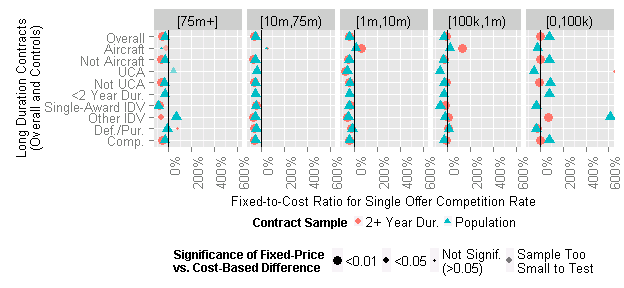 [75m+] [10m,75m) [1m,10m) [100k,1m) [0,100k)
Long Duration Contracts
(Overall and Controls)
Overall
Aircraft
Not Aircraft
UCA
Not UCA
<2 Year Dur.
Single-Award IDV
Other IDV
Def./Pur.
Comp.
0% 200% 400% 600% 0% 200% 400% 600% 0% 200% 400% 600% 0% 200% 400% 600% 0% 200% 400% 600%
Fixed-to-Cost Ratio for Single Offer Competition Rate
Contract Sample 2+ Year Dur. Population
Significance of Fixed-Price
vs. Cost-Based Difference
<0.01 <0.05 Not Signif.
(>0.05)
Sample Too
Small to Test